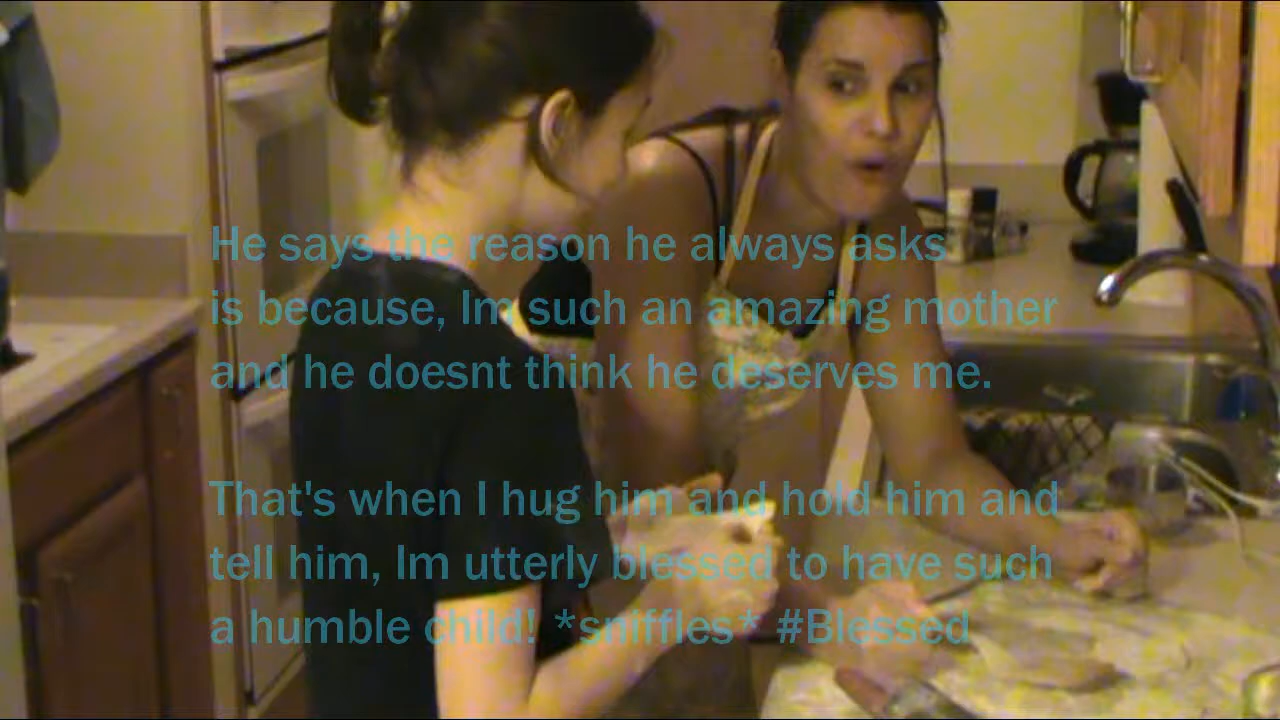 He says the reason he always asks
is because, Im such an amazing mother
and he doesnt think he deserves me.
That's when I hug him and hold him and
tell him, Im utterly blessed to have such
a humble child! *sniffles* #Blessed